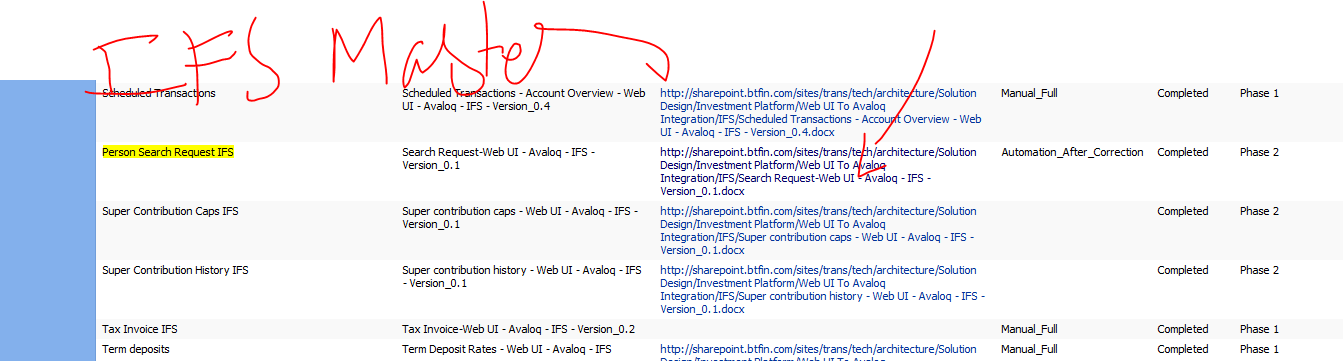 IFS Master
Scheduled Transactions
Scheduled Transactions - Account Overview - Web
UI - Avaloq - IFS - Version_0.4
http://sharepoint.btfin.com/sites/trans/tech/architecture/Solution
Design/Investment Platform/Web UI To Avaloq
Integration/IFS/Scheduled Transactions - Account Overview - Web
UI - Avaloq - IFS - Version_0.4.docx
Manual_Full
Completed
Phase 1
Person Search Request IFS
Search Request-Web UI - Avaloq - IFS -
Version_0.1
http://sharepoint.btfin.com/sites/trans/tech/architecture/Solution
Design/Investment Platform/Web UI To Avaloq
Integration/IFS/Search Request-Web UI - Avaloq - IFS -
Version_0.1.docx
Automation_After_Correction
Completed
Phase 2
Super Contribution Caps IFS
Super contribution caps - Web UI - Avaloq - IFS -
Version_0.1
http://sharepoint.btfin.com/sites/trans/tech/architecture/Solution
Design/Investment Platform/Web UI To Avaloq
Integration/IFS/Super contribution caps - Web UI - Avaloq - IFS -
Version_0.1.docx
Completed
Phase 2
Super Contribution History IFS
Super contribution history - Web UI - Avaloq - IFS
- Version_0.1
http://sharepoint.btfin.com/sites/trans/tech/architecture/Solution
Design/Investment Platform/Web UI To Avaloq
Integration/IFS/Super contribution history - Web UI - Avaloq - IFS -
Version_0.1.docx
Completed
Phase 2
Tax Invoice IFS
Tax Invoice-Web UI - Avaloq - IFS - Version_0.2
Manual_Full
Completed
Phase 1
Term deposits
Term Deposit Rates - Web UI - Avaloq - IFS
http://sharepoint.btfin.com/sites/trans/tech/architecture/Solution
Manual_Full
Completed
Phase 1